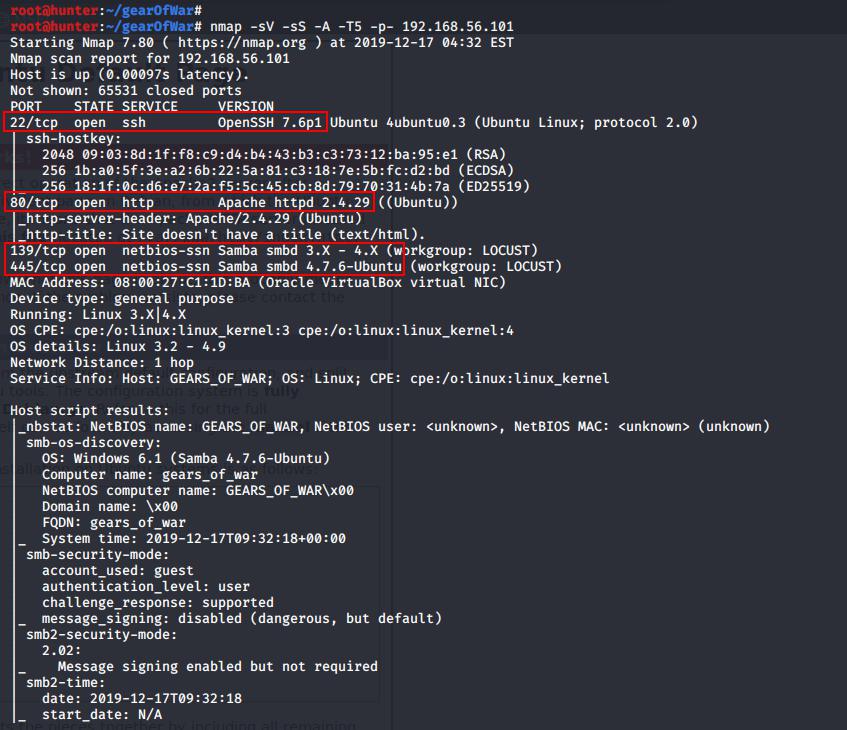 root@hunter:~/gearOfWar#
root@hunter:~/gearOfWar# nmap -sV -sS -A -T5 -p- 192.168.56.101
Starting Nmap 7.80 ( https://nmap.org ) at 2019-12-17 04:32 EST
Nmap scan report for 192.168.56.101
Host is up (0.00097s latency).
Not shown: 65531 closed ports
PORT    STATE SERVICE     VERSION
22/tcp  open  ssh         OpenSSH 7.6p1 Ubuntu 4ubuntu0.3 (Ubuntu Linux; protocol 2.0)
| ssh-hostkey:
|   2048 09:03:8d:1f:f8:c9:d4:b4:43:b3:c3:73:12:ba:95:e1 (RSA)
|   256 1b:a0:5f:3e:a2:6b:22:5a:81:c3:18:7e:5b:fc:d2:bd (ECDSA)
|_  256 18:1f:0c:d6:e7:2a:f5:5c:45:cb:8d:79:70:31:4b:7a (ED25519)
80/tcp  open  http        Apache httpd 2.4.29 ((Ubuntu))
|_http-server-header: Apache/2.4.29 (Ubuntu)
|_http-title: Site doesn't have a title (text/html).
139/tcp open  netbios-ssn Samba smbd 3.X - 4.X (workgroup: LOCUST)
445/tcp open  netbios-ssn Samba smbd 4.7.6-Ubuntu (workgroup: LOCUST)
MAC Address: 08:00:27:C1:1D:BA (Oracle VirtualBox virtual NIC)
Device type: general purpose
Running: Linux 3.X|4.X
OS CPE: cpe:/o:linux:linux_kernel:3 cpe:/o:linux:linux_kernel:4
OS details: Linux 3.2 - 4.9
Network Distance: 1 hop
Service Info: Host: GEARS_OF_WAR; OS: Linux; CPE: cpe:/o:linux:linux_kernel
Host script results:
|_nbstat: NetBIOS name: GEARS_OF_WAR, NetBIOS user: <unknown>, NetBIOS MAC: <unknown> (unknown)
| smb-os-discovery:
|   OS: Windows 6.1 (Samba 4.7.6-Ubuntu)
|   Computer name: gears_of_war
|   NetBIOS computer name: GEARS_OF_WAR\x00
|   Domain name: \x00
|   FQDN: gears_of_war
|_  System time: 2019-12-17T09:32:18+00:00
| smb-security-mode:
|   account_used: guest
|   authentication_level: user
|   challenge_response: supported
|_  message_signing: disabled (dangerous, but default)
| smb2-security-mode:
|   2.02:
|_    Message signing enabled but not required
| smb2-time:
|   date: 2019-12-17T09:32:18
|_  start_date: N/A